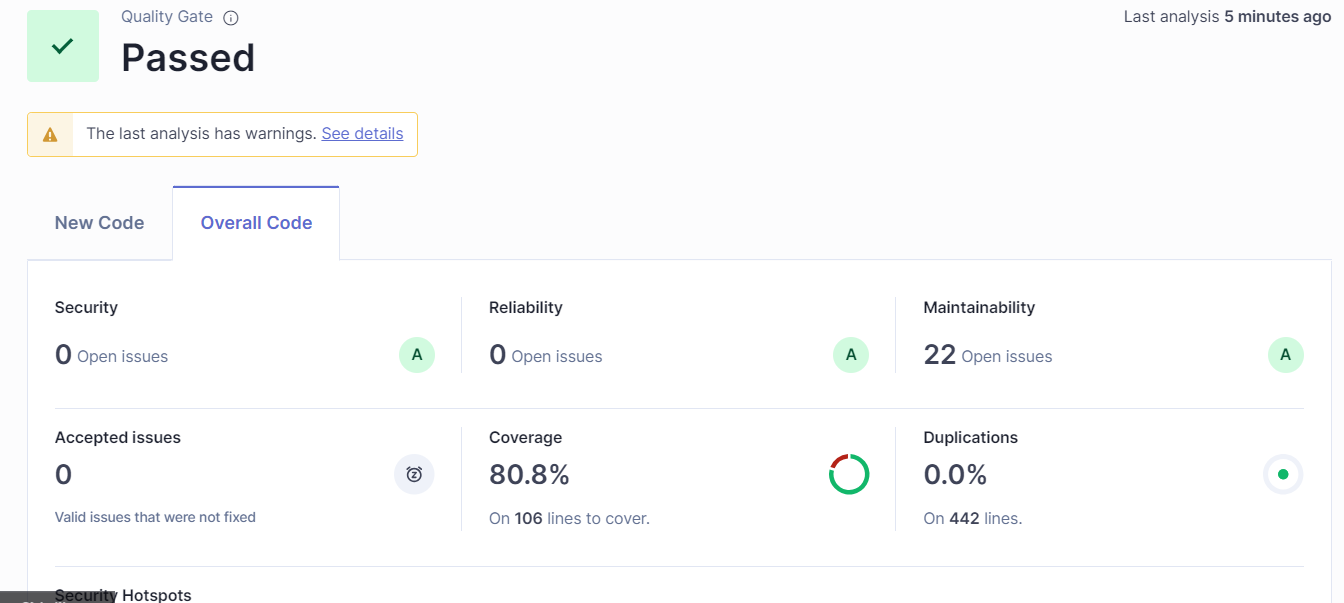 Quality Gate
Last analysis 5 minutes ago
Passed
The last analysis has warnings. See details
New Code
Overall Code
Security
Reliability
Maintainability
0 Open issues
A
0 Open issues
A
22 Open issues
A
Accepted issues
Coverage
Duplications
0
80.8%
0.0%
Valid issues that were not fixed
On 106 lines to cover.
On 442 lines.
Security Hotspots